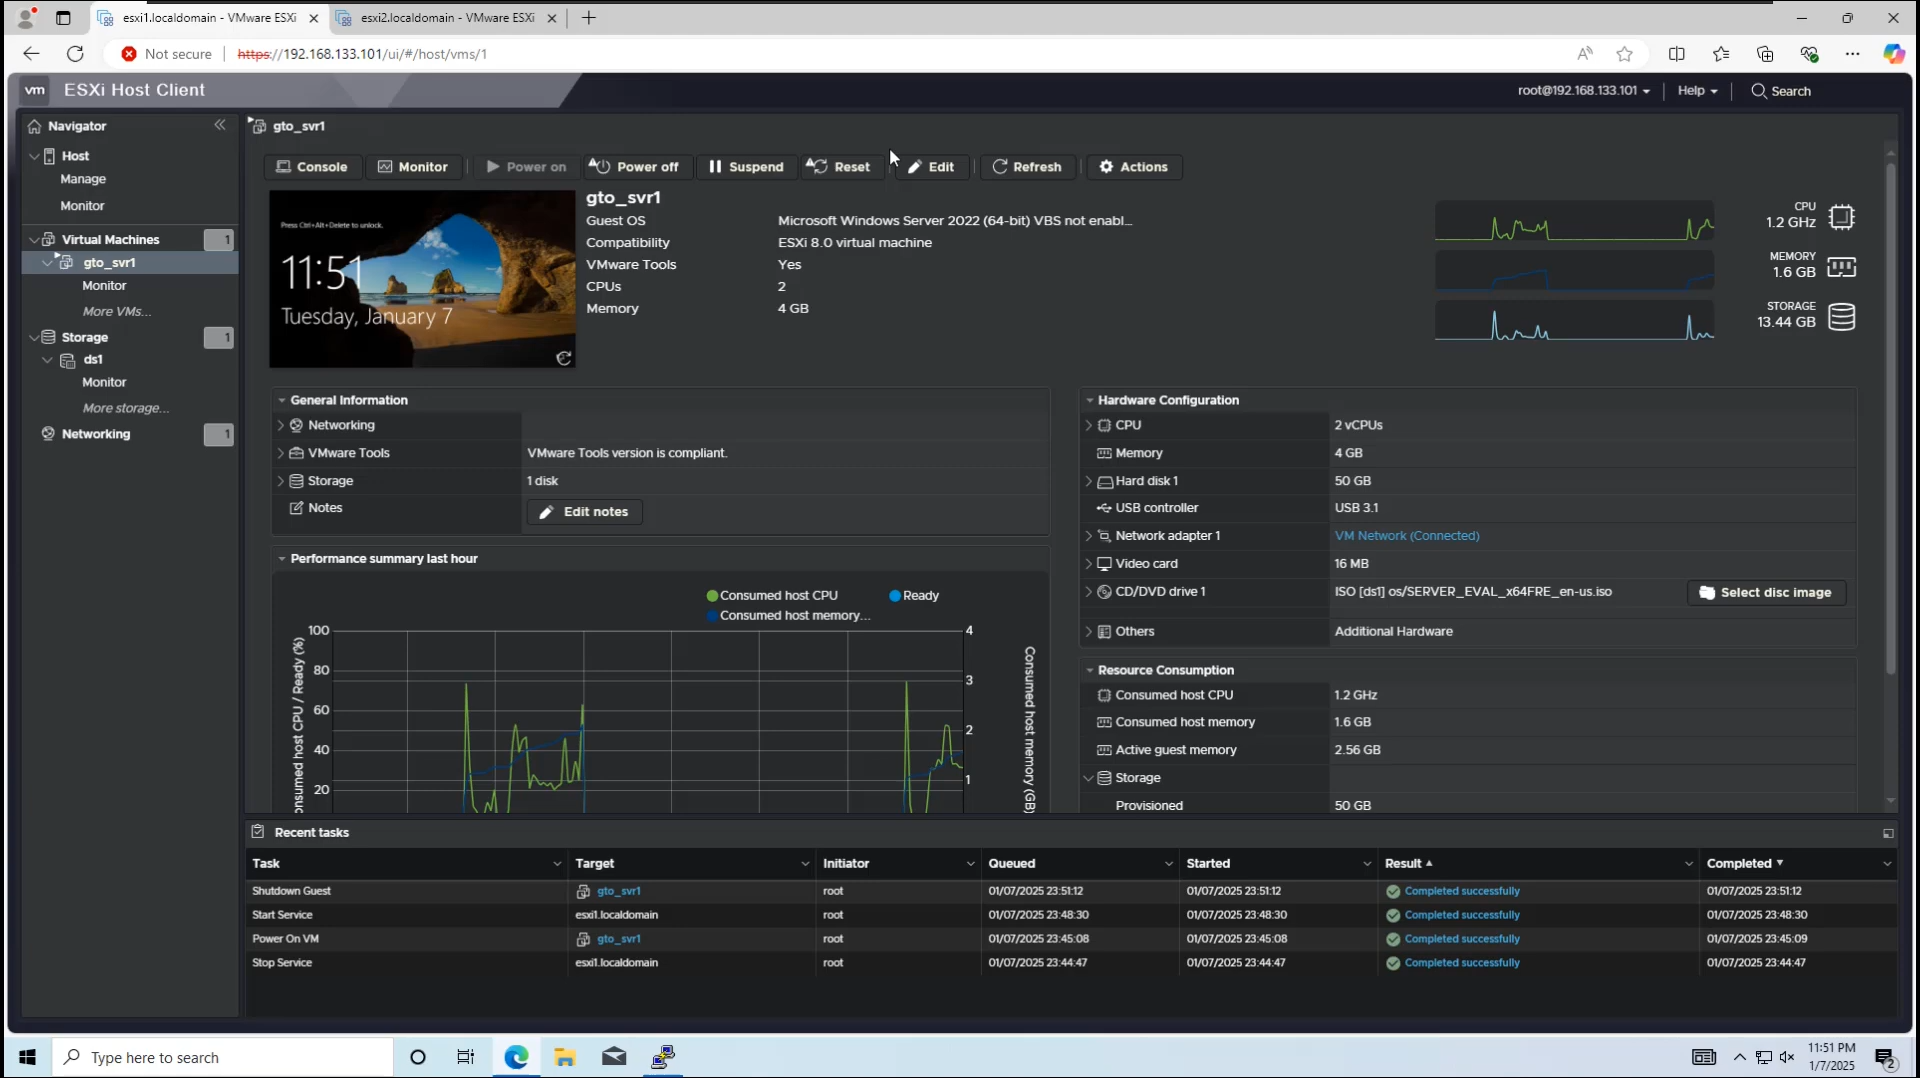 esxi1.localdomain - VMware ESXi
esxi2.localdomain - VMware ESXi
Not secure
https://192.168.133.101/ui/#/host/vms/1
vm
ESXi Host Client
root@192.168.133.101
Help
Search
Navigator
Host
Manage
Monitor
Virtual Machines 1
gto_svr1
Monitor
More VMs...
Storage 1
ds1
Monitor
More storage...
Networking 1
gto_svr1
Console
Monitor
Power on
Power off
Suspend
Reset
Edit
Refresh
Actions
Press Ctrl+Alt+Delete to unlock.
11:51
Tuesday, January 7
gto_svr1
Guest OS Microsoft Windows Server 2022 (64-bit) VBS not enabl...
Compatibility ESXi 8.0 virtual machine
VMware Tools Yes
CPUs 2
Memory 4 GB
CPU
1.2 GHz
MEMORY
1.6 GB
STORAGE
13.44 GB
General Information
Networking
VMware Tools VMware Tools version is compliant.
Storage 1 disk
Notes Edit notes
Performance summary last hour
Consumed host CPU
Ready
Consumed host memory...
100
80
60
40
20
4
3
2
1
onsumed host CPU / Ready (%)
Consumed host memory (GB)
Hardware Configuration
CPU 2 vCPUs
Memory 4 GB
Hard disk 1 50 GB
USB controller USB 3.1
Network adapter 1 VM Network (Connected)
Video card 16 MB
CD/DVD drive 1 ISO [ds1] os/SERVER_EVAL_x64FRE_en-us.iso Select disc image
Others Additional Hardware
Resource Consumption
Consumed host CPU 1.2 GHz
Consumed host memory 1.6 GB
Active guest memory 2.56 GB
Storage
Provisioned 50 GB
Recent tasks
Task Target Initiator Queued Started Result Completed
Shutdown Guest gto_svr1 root 01/07/2025 23:51:12 01/07/2025 23:51:12 Completed successfully 01/07/2025 23:51:12
Start Service esxi1.localdomain root 01/07/2025 23:48:30 01/07/2025 23:48:30 Completed successfully 01/07/2025 23:48:30
Power On VM gto_svr1 root 01/07/2025 23:45:08 01/07/2025 23:45:08 Completed successfully 01/07/2025 23:45:09
Stop Service esxi1.localdomain root 01/07/2025 23:44:47 01/07/2025 23:44:47 Completed successfully 01/07/2025 23:44:47
Type here to search
11:51 PM
1/7/2025
2